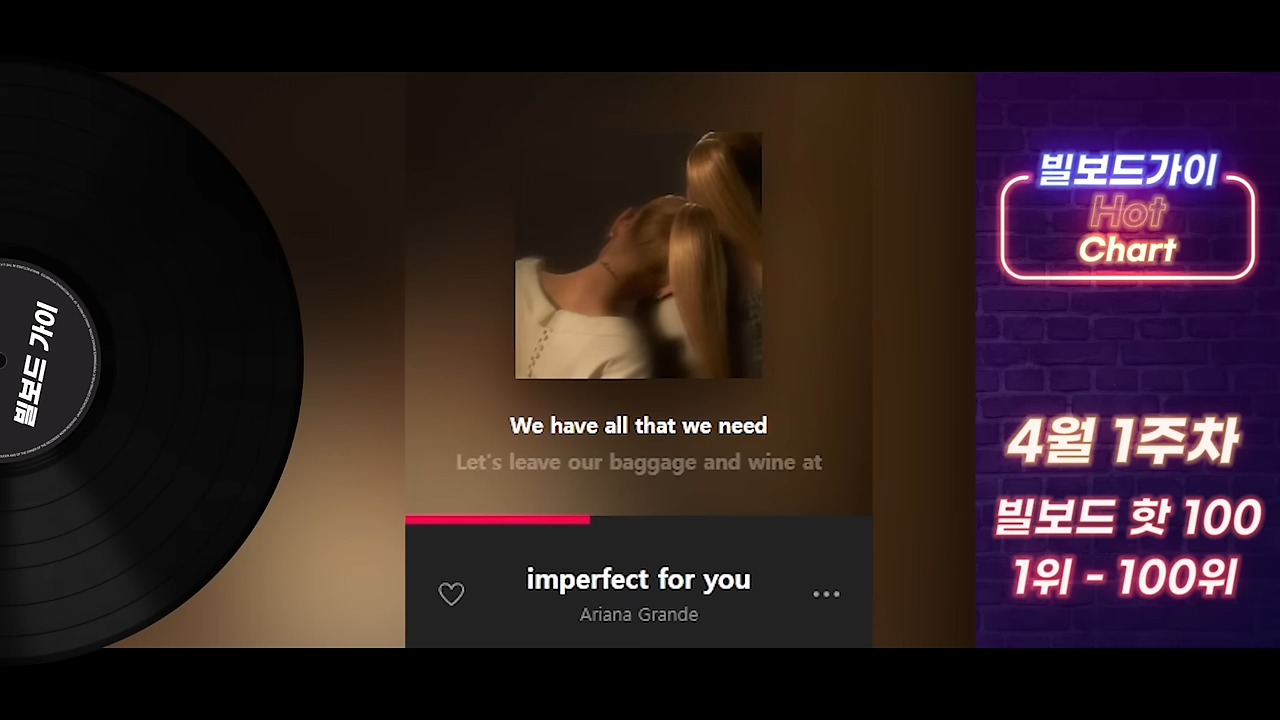 빌보드 가이
We have all that we need
Let's leave our baggage and wine at
imperfect for you
Ariana Grande
빌보드가이
Hot
Chart
4월 1주차
빌보드 핫 100
1위 - 100위